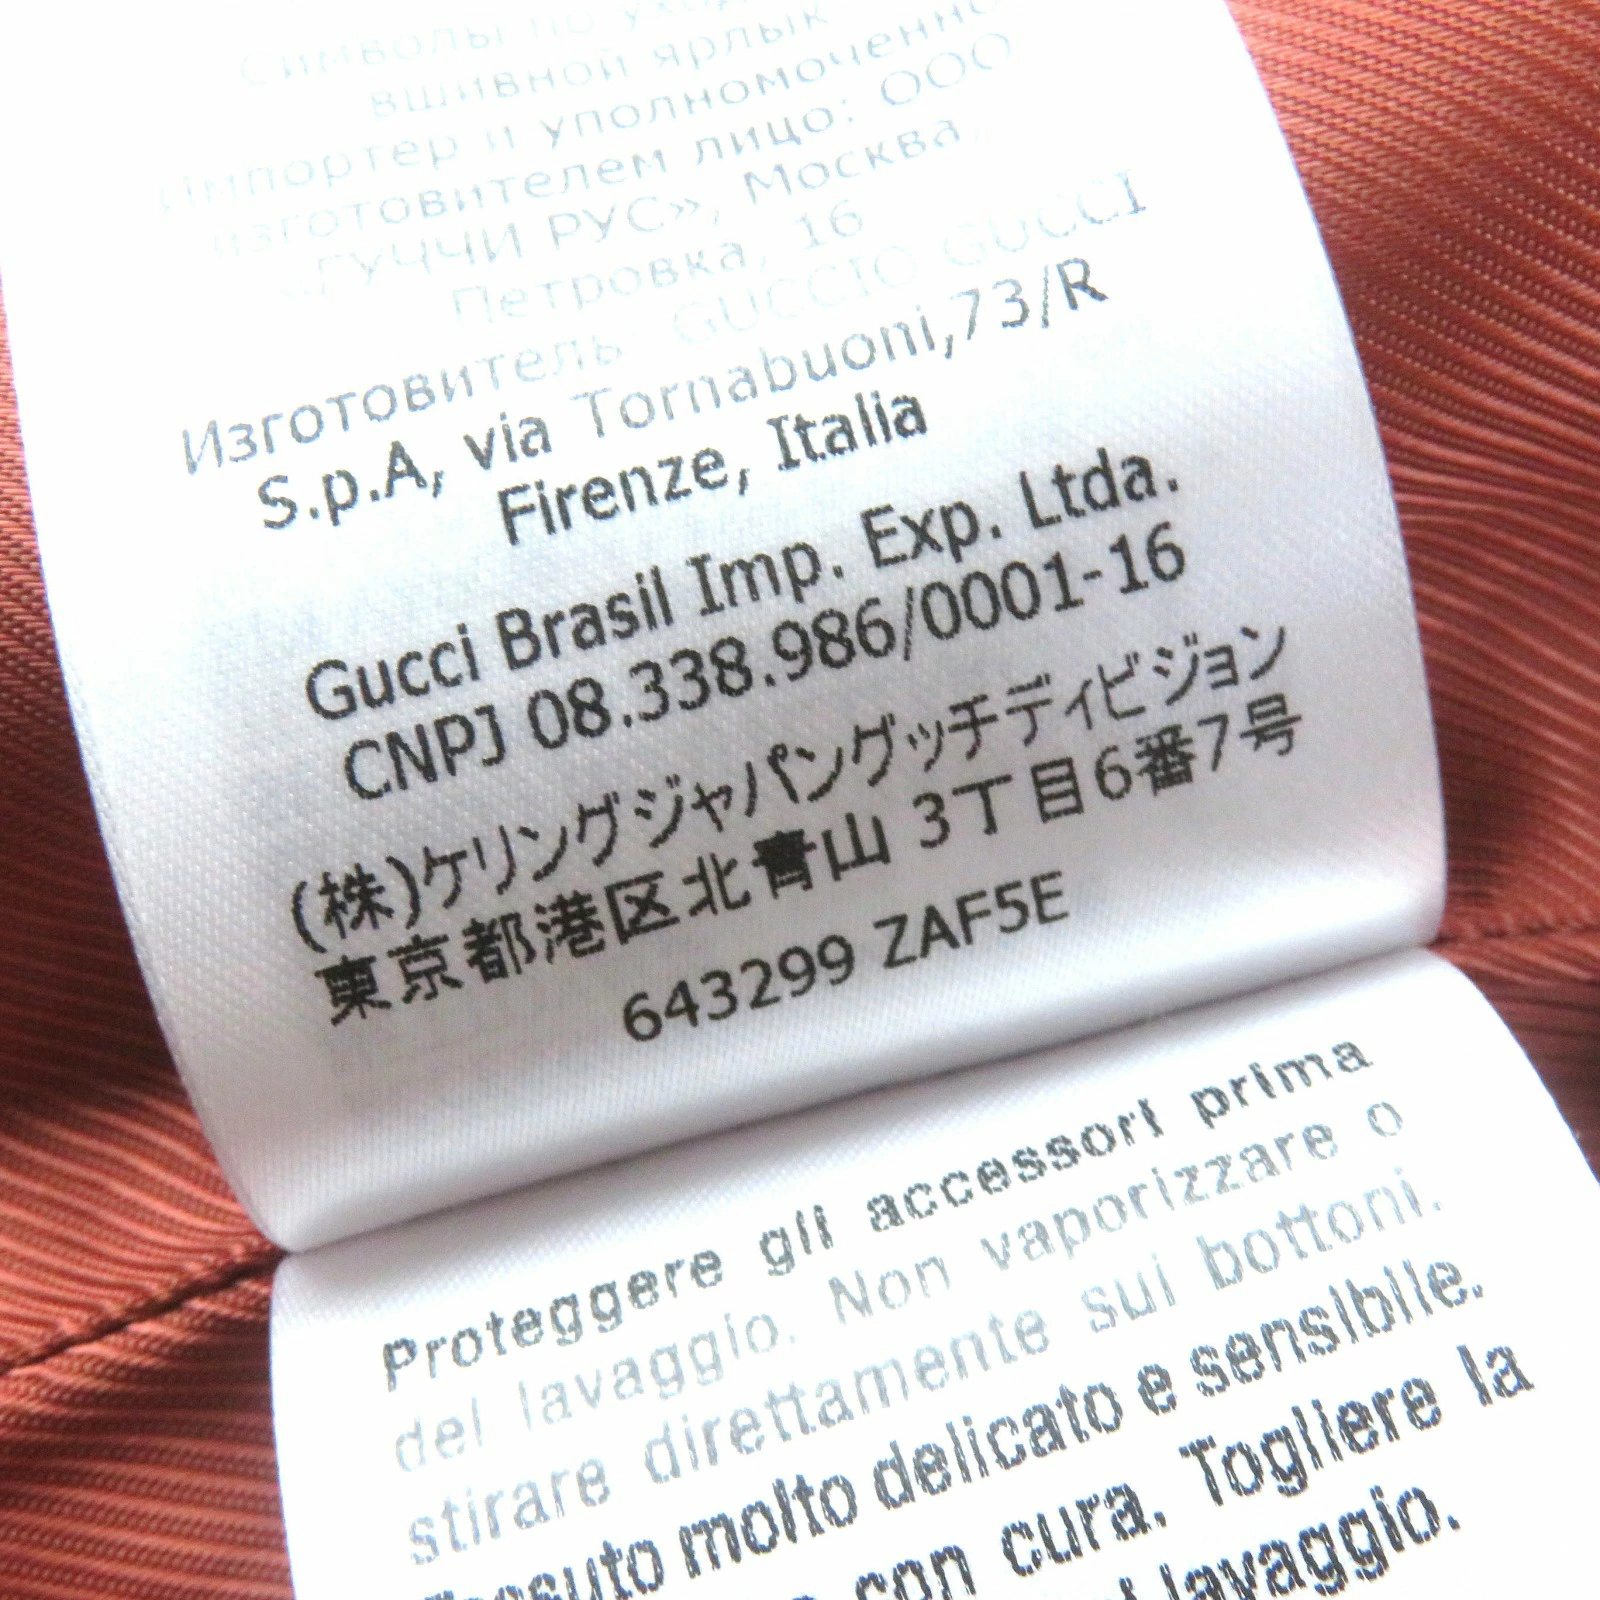 Символы по
вшивной ярлык
Импортер и уполномоченно
изготовителем лицо: ООО
«ГУЧЧИ РУС», Москва,
Петровка, 16
Изготовитель GUCCIO GUCCI
S.p.A, via Tornabuoni,73/R
Firenze, Italia
Gucci Brasil Imp. Exp. Ltda.
CNPJ 08.338.986/0001-16
(株)ケリングジャパングッチディビジョン
東京都港区北青山 3丁目6番7号
643299 ZAF5E
Proteggere gli accessori prima
del lavaggio. Non vaporizzare o
stirare direttamente sui bottoni.
Tessuto molto delicato e sensibile.
con cura. Togliere la
lavaggio.